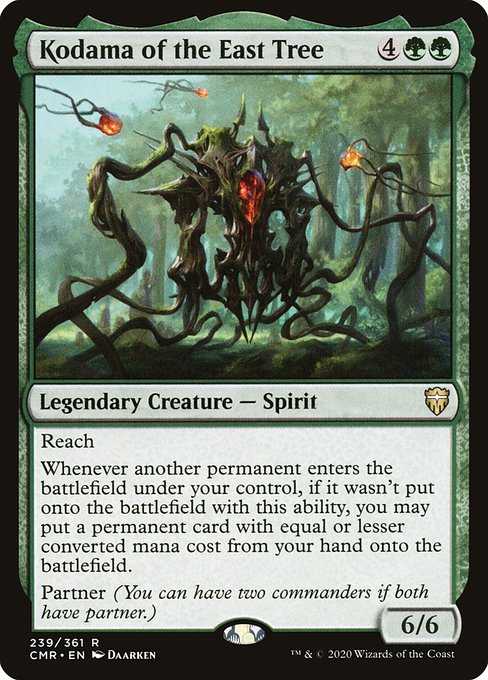 Kodama of the East Tree 4
Legendary Creature — Spirit
Reach
Whenever another permanent enters the
battlefield under your control, if it wasn't put
onto the battlefield with this ability, you may
put a permanent card with equal or lesser
converted mana cost from your hand onto the
battlefield.
Partner (You can have two commanders if both
have partner.)
6/6
239/361 R
CMR • EN Daarken
™ & © 2020 Wizards of the Coast